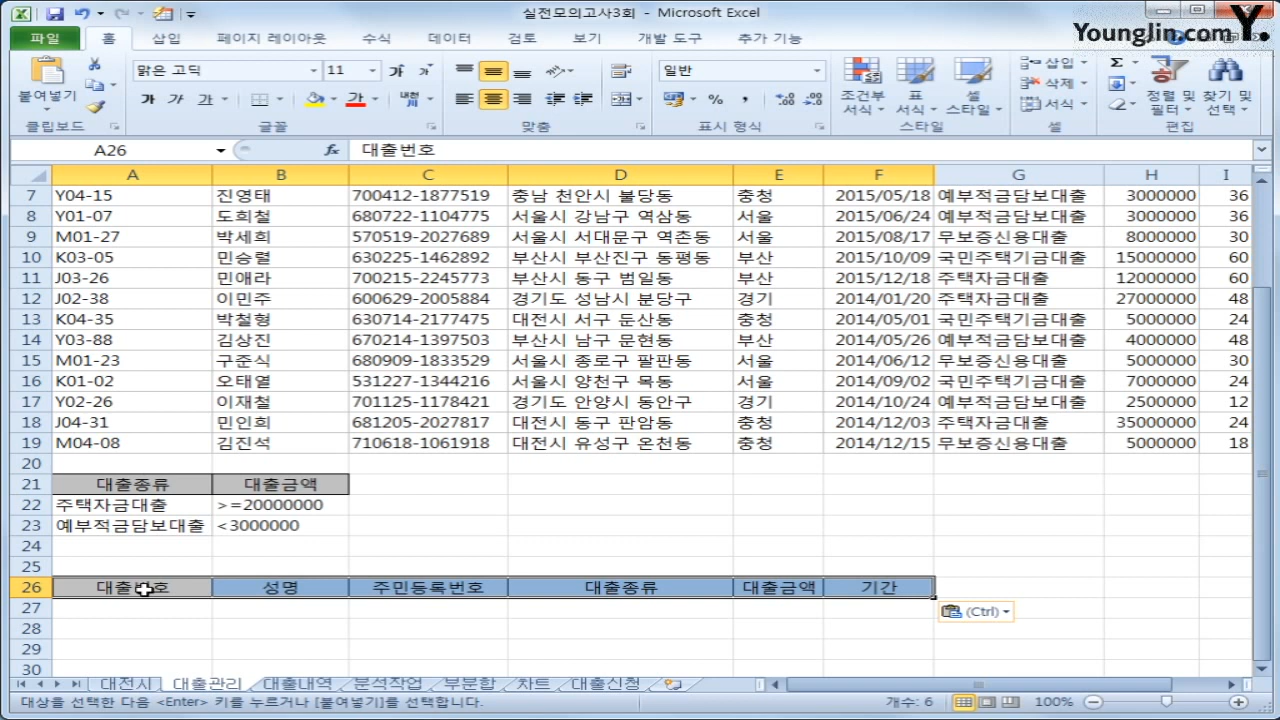 실전모의고사3회 - Microsoft Excel
Younglin.com Y.
파일 홈 삽입 페이지 레이아웃 수식 데이터 검토 보기 개발 도구 추가 기능
붙여넣기 맑은 고딕 11 가 가 가 가 가 가 내천 일반 % , 조건부 서식 표 서식 셀 스타일 삽입 삭제 서식 Σ 정렬 및 필터 찾기 및 선택
클립보드 글꼴 맞춤 표시 형식 스타일 셀 편집
A26 fx 대출번호
A B C D E F G H I
7 Y04-15 진영태 700412-1877519 충남 천안시 불당동 충청 2015/05/18 예부적금담보대출 3000000 36
8 Y01-07 도희철 680722-1104775 서울시 강남구 역삼동 서울 2015/06/24 예부적금담보대출 3000000 36
9 M01-27 박세희 570519-2027689 서울시 서대문구 역촌동 서울 2015/08/17 무보증신용대출 8000000 30
10 K03-05 민승렬 630225-1462892 부산시 부산진구 동평동 부산 2015/10/09 국민주택기금대출 15000000 60
11 J03-26 민애라 700215-2245773 부산시 동구 범일동 부산 2015/12/18 주택자금대출 12000000 60
12 J02-38 이민주 600629-2005884 경기도 성남시 분당구 경기 2014/01/20 주택자금대출 27000000 48
13 K04-35 박철형 630714-2177475 대전시 서구 둔산동 충청 2014/05/01 국민주택기금대출 5000000 24
14 Y03-88 김상진 670214-1397503 부산시 남구 문현동 부산 2014/05/26 예부적금담보대출 4000000 48
15 M01-23 구준식 680909-1833529 서울시 종로구 팔판동 서울 2014/06/12 무보증신용대출 5000000 30
16 K01-02 오태열 531227-1344216 서울시 양천구 목동 서울 2014/09/02 국민주택기금대출 7000000 24
17 Y02-26 이재철 701125-1178421 경기도 안양시 동안구 경기 2014/10/24 예부적금담보대출 2500000 12
18 J04-31 민인희 681205-2027817 대전시 동구 판암동 충청 2014/12/03 주택자금대출 35000000 24
19 M04-08 김진석 710618-1061918 대전시 유성구 온천동 충청 2014/12/15 무보증신용대출 5000000 18
20
21 대출종류 대출금액
22 주택자금대출 >=20000000
23 예부적금담보대출 <3000000
24
25
26 대출번호 성명 주민등록번호 대출종류 대출금액 기간
27 (Ctrl)
28
29
30
대전시 대출관리 대출내역 분석작업 부분합 차트 대출신청
대상을 선택한 다음 <Enter> 키를 누르거나 [붙여넣기]를 선택합니다. 개수: 6 100%